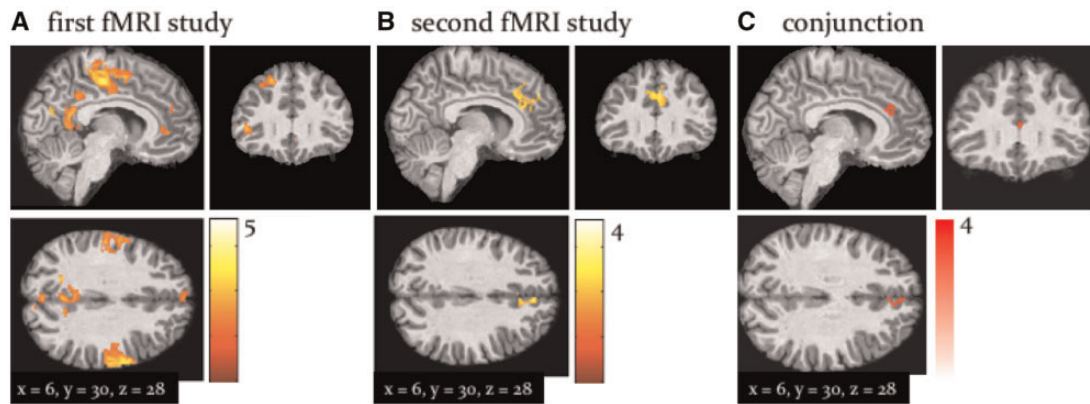 A first fMRI study
B second fMRI study
C conjunction
5
4
4
x = 6, y = 30, z = 28
x = 6, y = 30, z = 28
x = 6, y = 30, z = 28